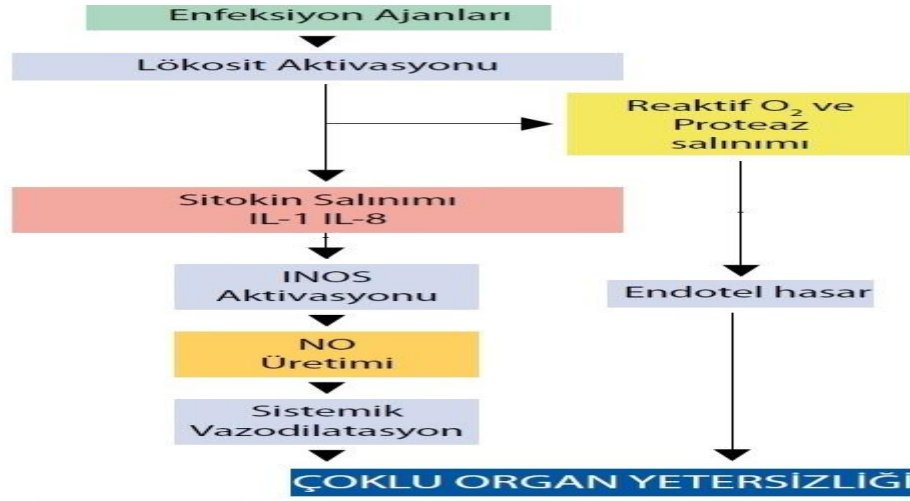 Enfeksiyon Ajanları
Lökosit Aktivasyonu
Reaktif O₂ ve
Proteaz
salınımı
Sitokin Salınımı
IL-1 IL-8
INOS
Aktivasyonu
Endotel hasar
NO
Üretimi
Sistemik
Vazodilatasyon
ÇOKLU ORGAN YETERSİZLİĞİ